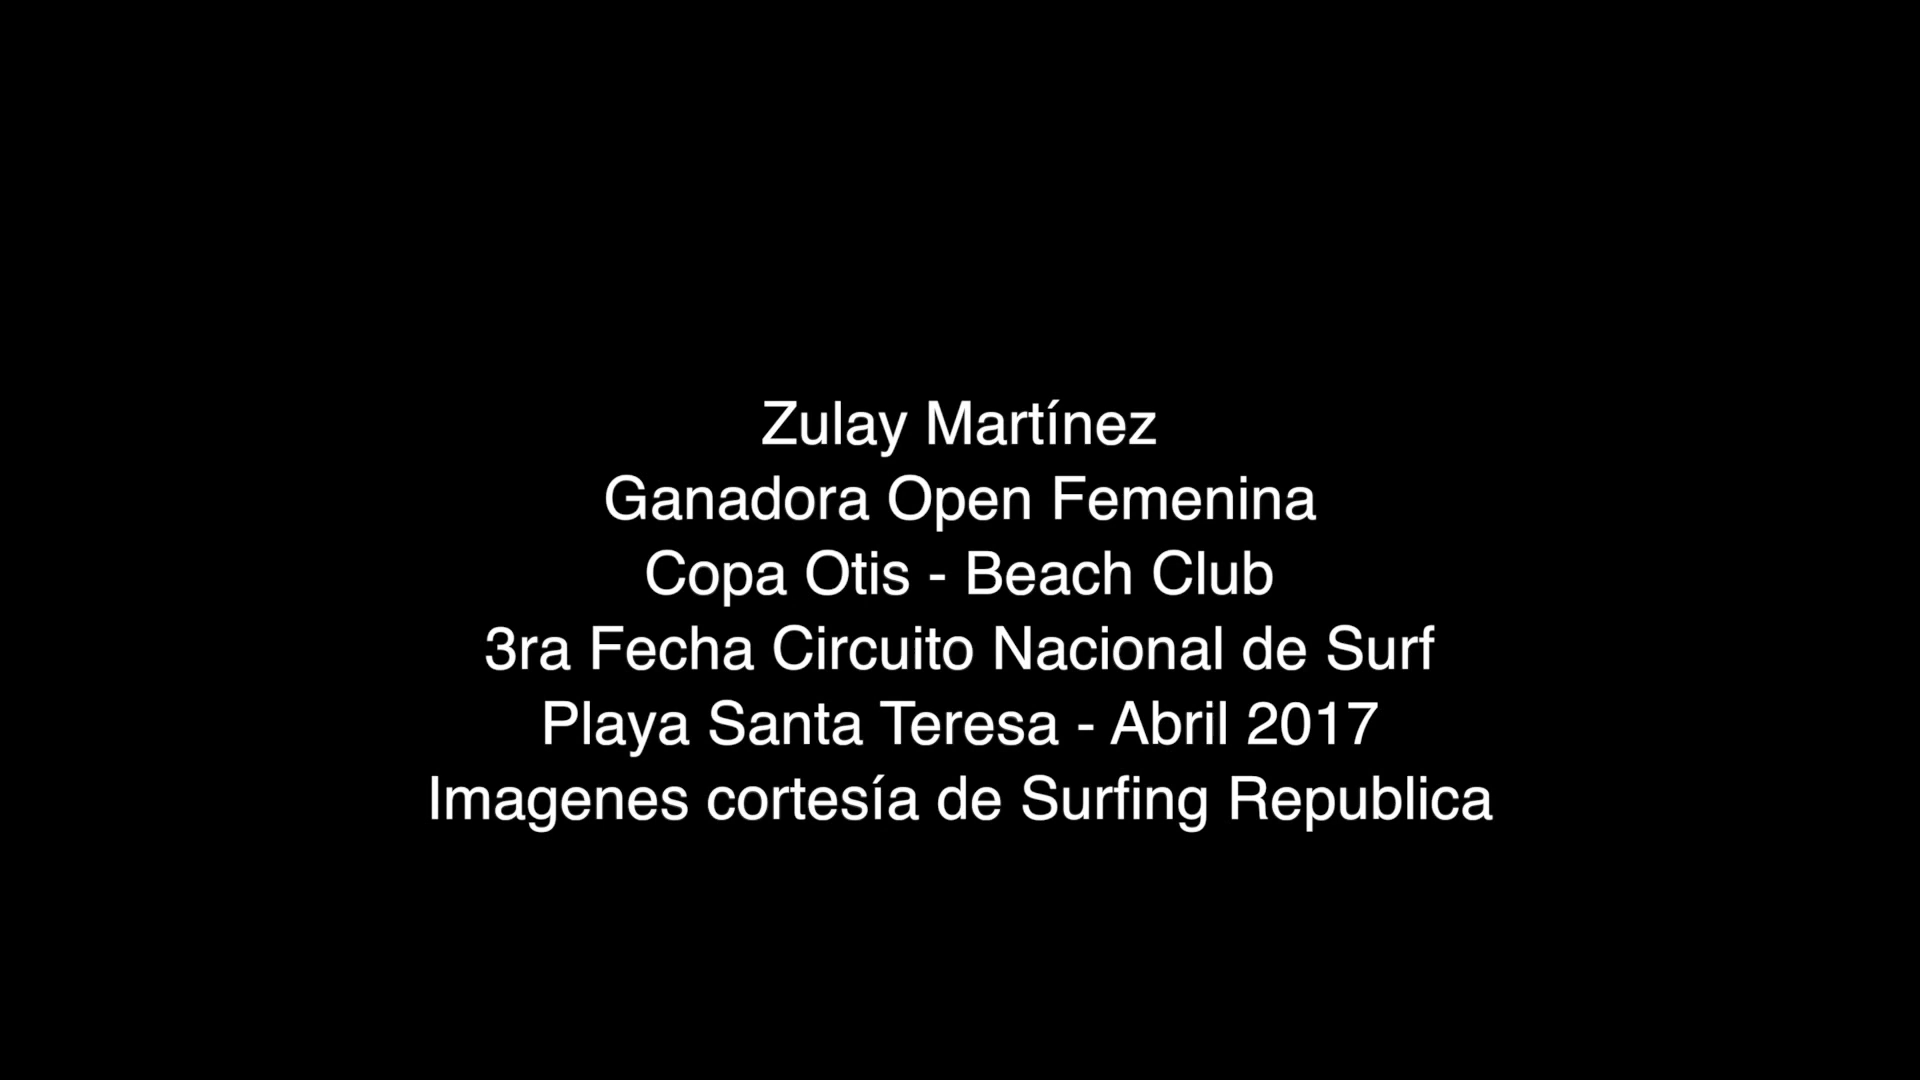 Zulay Martínez
Ganadora Open Femenina
Copa Otis - Beach Club
3ra Fecha Circuito Nacional de Surf
Playa Santa Teresa - Abril 2017
Imagenes cortesía de Surfing Republica